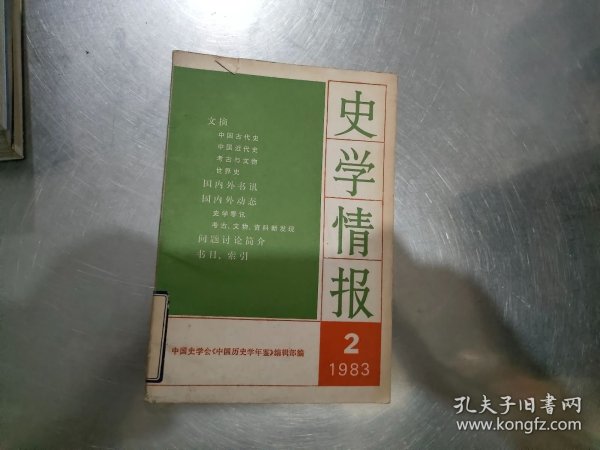 史学情报
2
1983
文摘
中国古代史
中国近代史
考古与文物
世界史
国内外书讯
国内外动态
史学零讯
考古、文物、资料新发现
问题讨论简介
书目、索引
中国史学会《中国历史学年鉴》编辑部编
孔夫子旧书网
www.kongfz.com